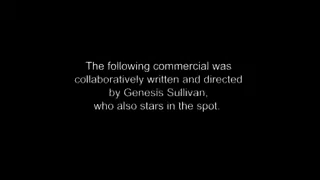 The following commercial was
collaboratively written and directed
by Genesis Sullivan,
who also stars in the spot.